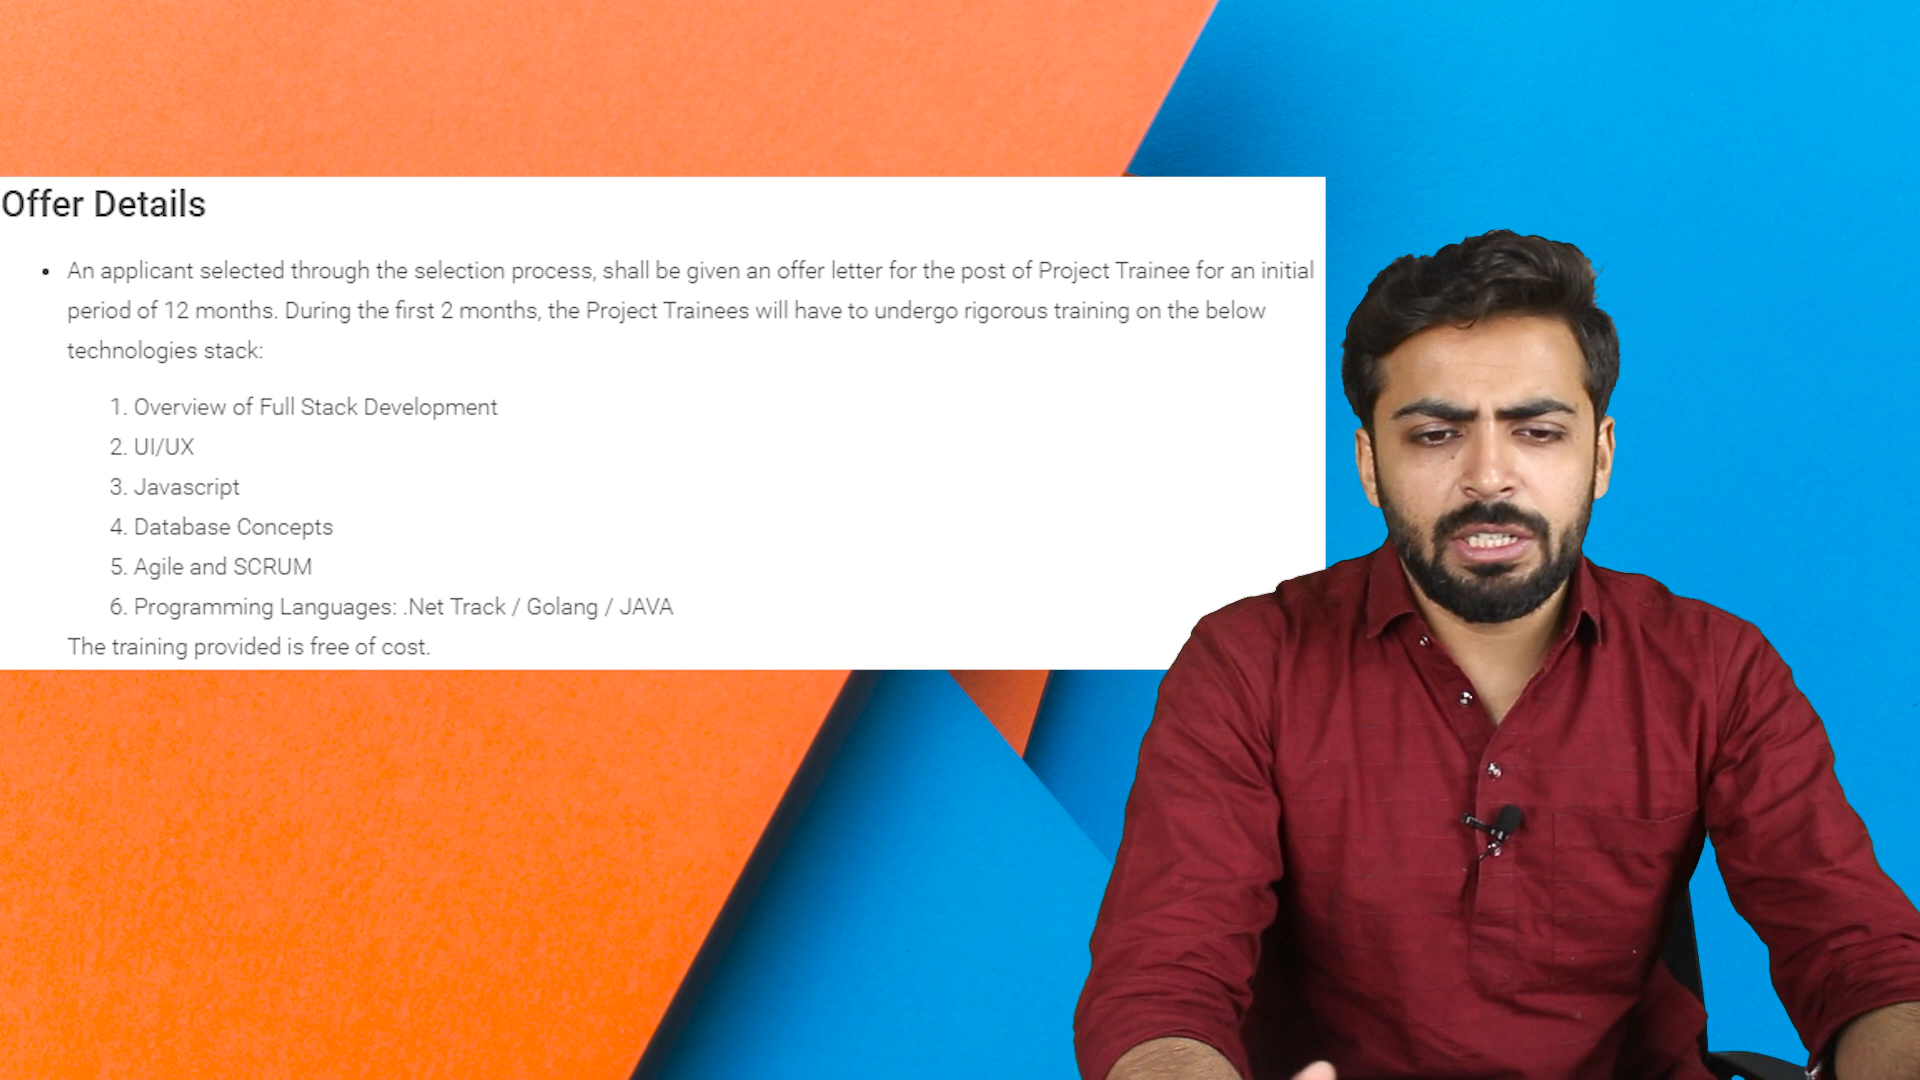 Offer Details
• An applicant selected through the selection process, shall be given an offer letter for the post of Project Trainee for an initial
period of 12 months. During the first 2 months, the Project Trainees will have to undergo rigorous training on the below
technologies stack:
1. Overview of Full Stack Development
2. UI/UX
3. Javascript
4. Database Concepts
5. Agile and SCRUM
6. Programming Languages: .Net Track / Golang / JAVA
The training provided is free of cost.